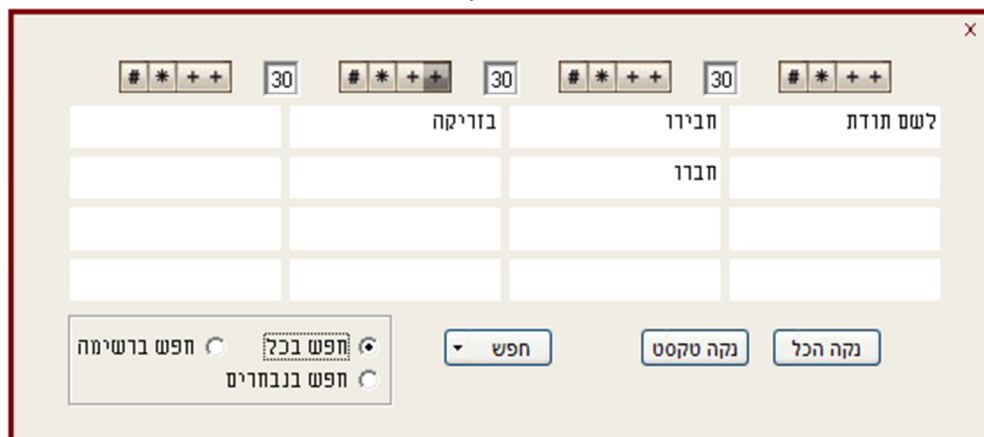 x
# * + + 30 # * + + 30 # * + + 30 # * + +
לשם תודת חבירו בזריקה
חברו
נקה הכל נקה טקסט חפש חפש בכל חפש ברשימה
חפש בנבחרים